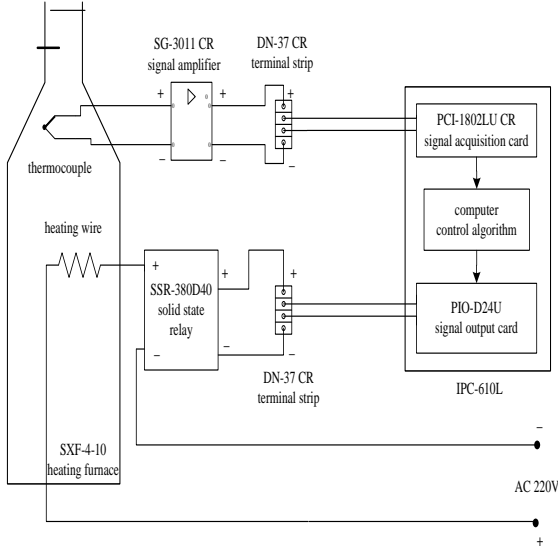 SG-3011 CR
signal amplifier
DN-37 CR
terminal strip
+
+
+
PCI-1802LU CR
signal acquisition card
−
−
−
thermocouple
computer
control algorithm
heating wire
+
SSR-380D40
solid state
relay
+
+
−
−
−
PIO-D24U
signal output card
DN-37 CR
terminal strip
IPC-610L
SXF-4-10
heating furnace
−
AC 220V
+